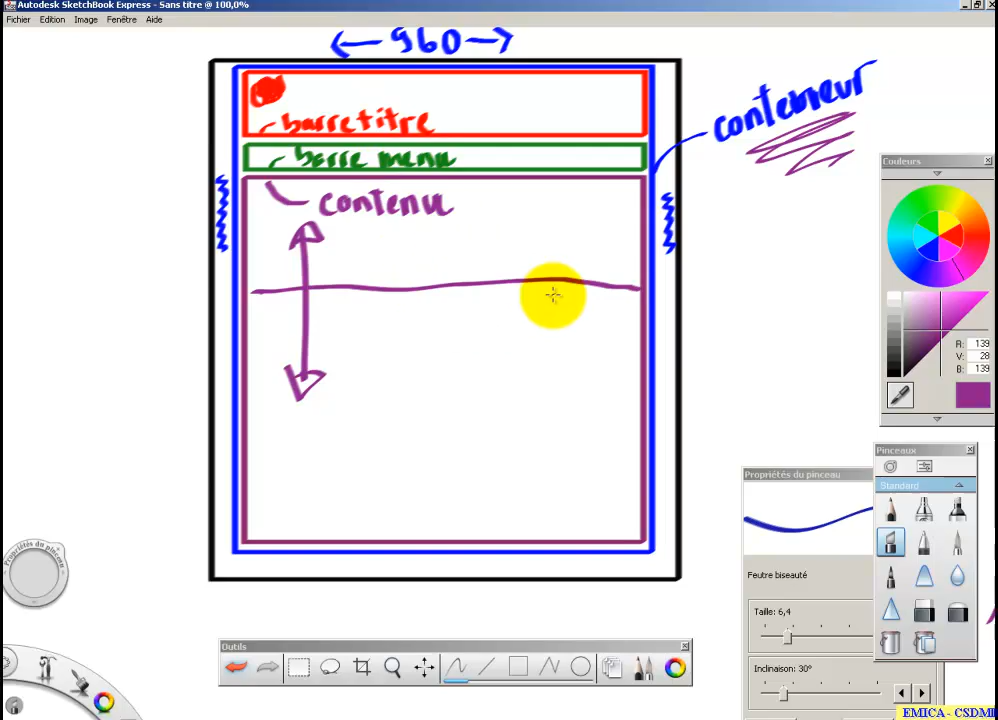 Autodesk SketchBook Express - Sans titre @ 100,0%
Fichier Edition Image Fenêtre Aide
960
barre titre
barre menu
contenu
conteneur
Couleurs
R: 139
V: 28
B: 139
Pinceaux
Standard
Propriétés du pinceau
Feutre biseauté
Taille: 6,4
Inclinaison: 30°
Propriétés du pinceau
Outils
EMICA - CSDM